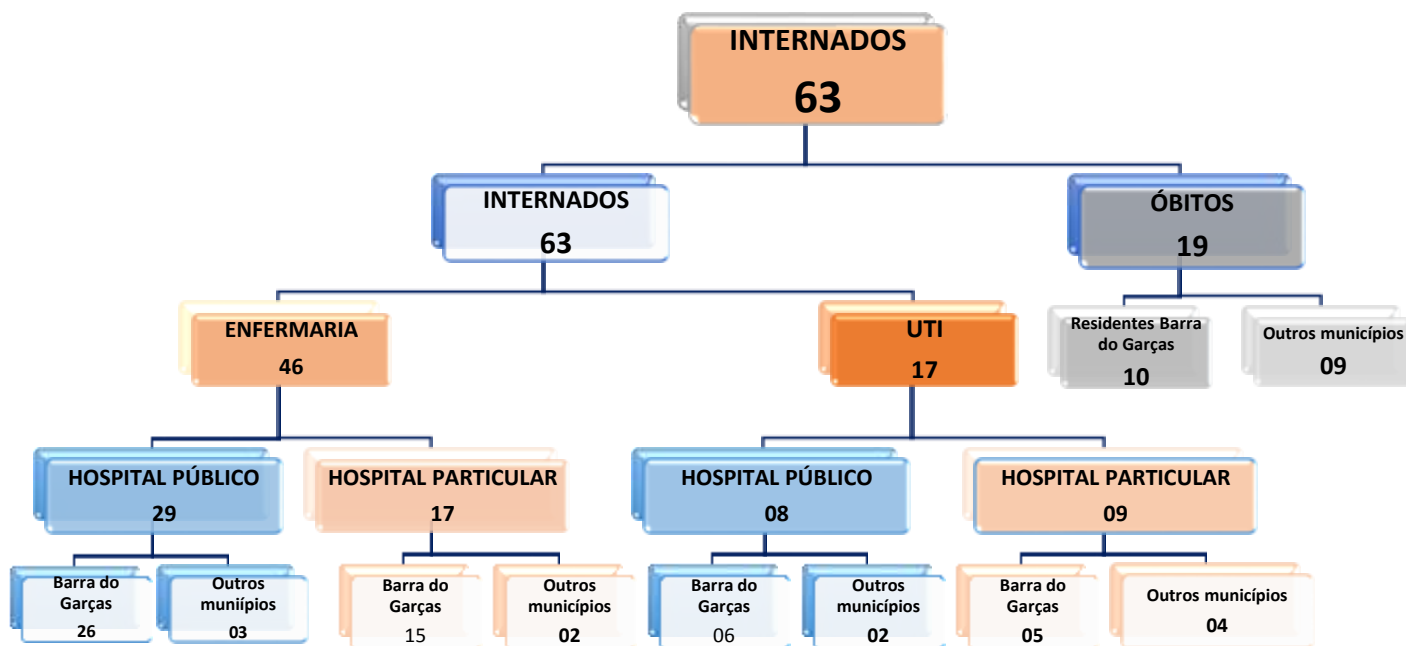 INTERNADOS
63
INTERNADOS
63
ÓBITOS
19
ENFERMARIA
46
UTI
17
Residentes Barra
do Garças
10
Outros municípios
09
HOSPITAL PÚBLICO
29
HOSPITAL PARTICULAR
17
HOSPITAL PÚBLICO
08
HOSPITAL PARTICULAR
09
Barra do
Garças
26
Outros
muniípios
03
Barra do
Garças
15
Outros
municípios
02
Barra do
Garças
06
Outros
municípios
02
Barra do
Garças
05
Outros municípios
04